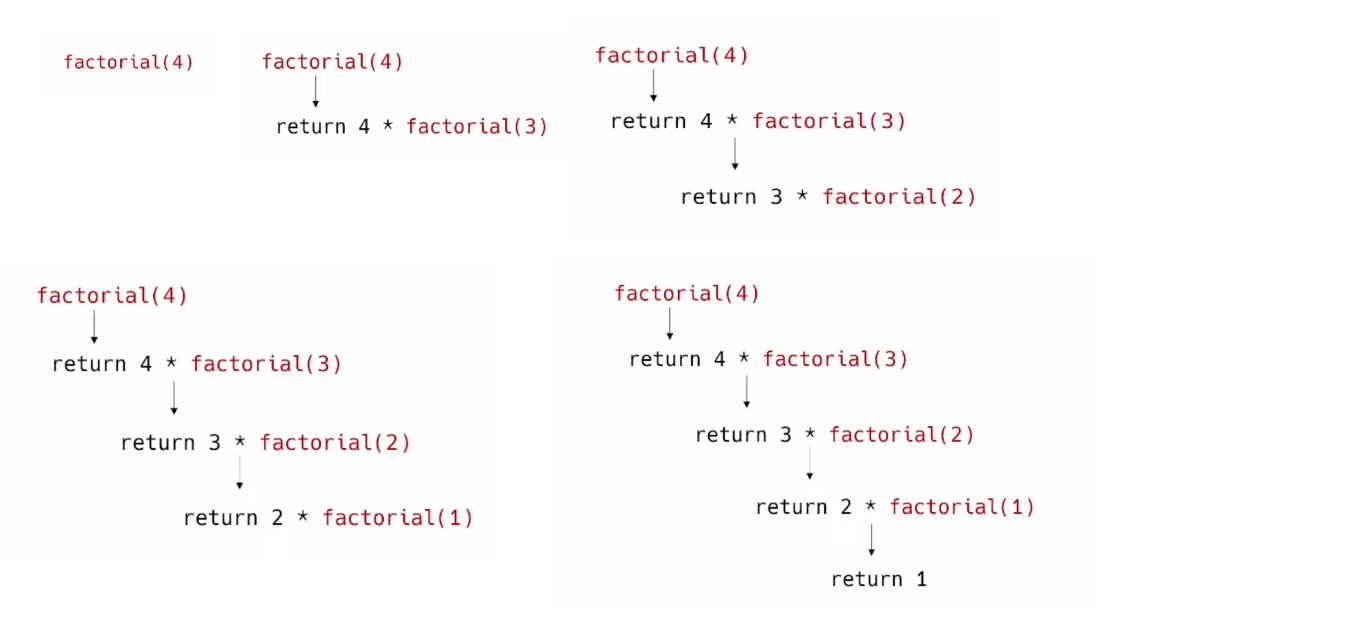 factorial(4)
factorial(4)
return 4 * factorial(3)
factorial(4)
return 4 * factorial(3)
return 3 * factorial(2)
factorial(4)
return 4 * factorial(3)
return 3 * factorial(2)
return 2 * factorial(1)
factorial(4)
return 4 * factorial(3)
return 3 * factorial(2)
return 2 * factorial(1)
return 1